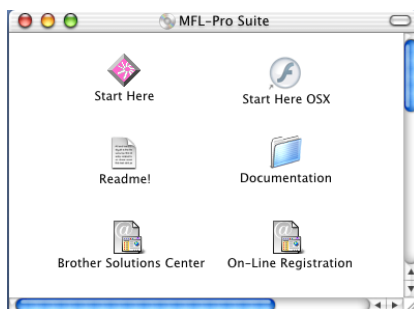 MFL-Pro Suite
Start Here
Start Here OSX
Readme!
Documentation
Brother Solutions Center
On-Line Registration